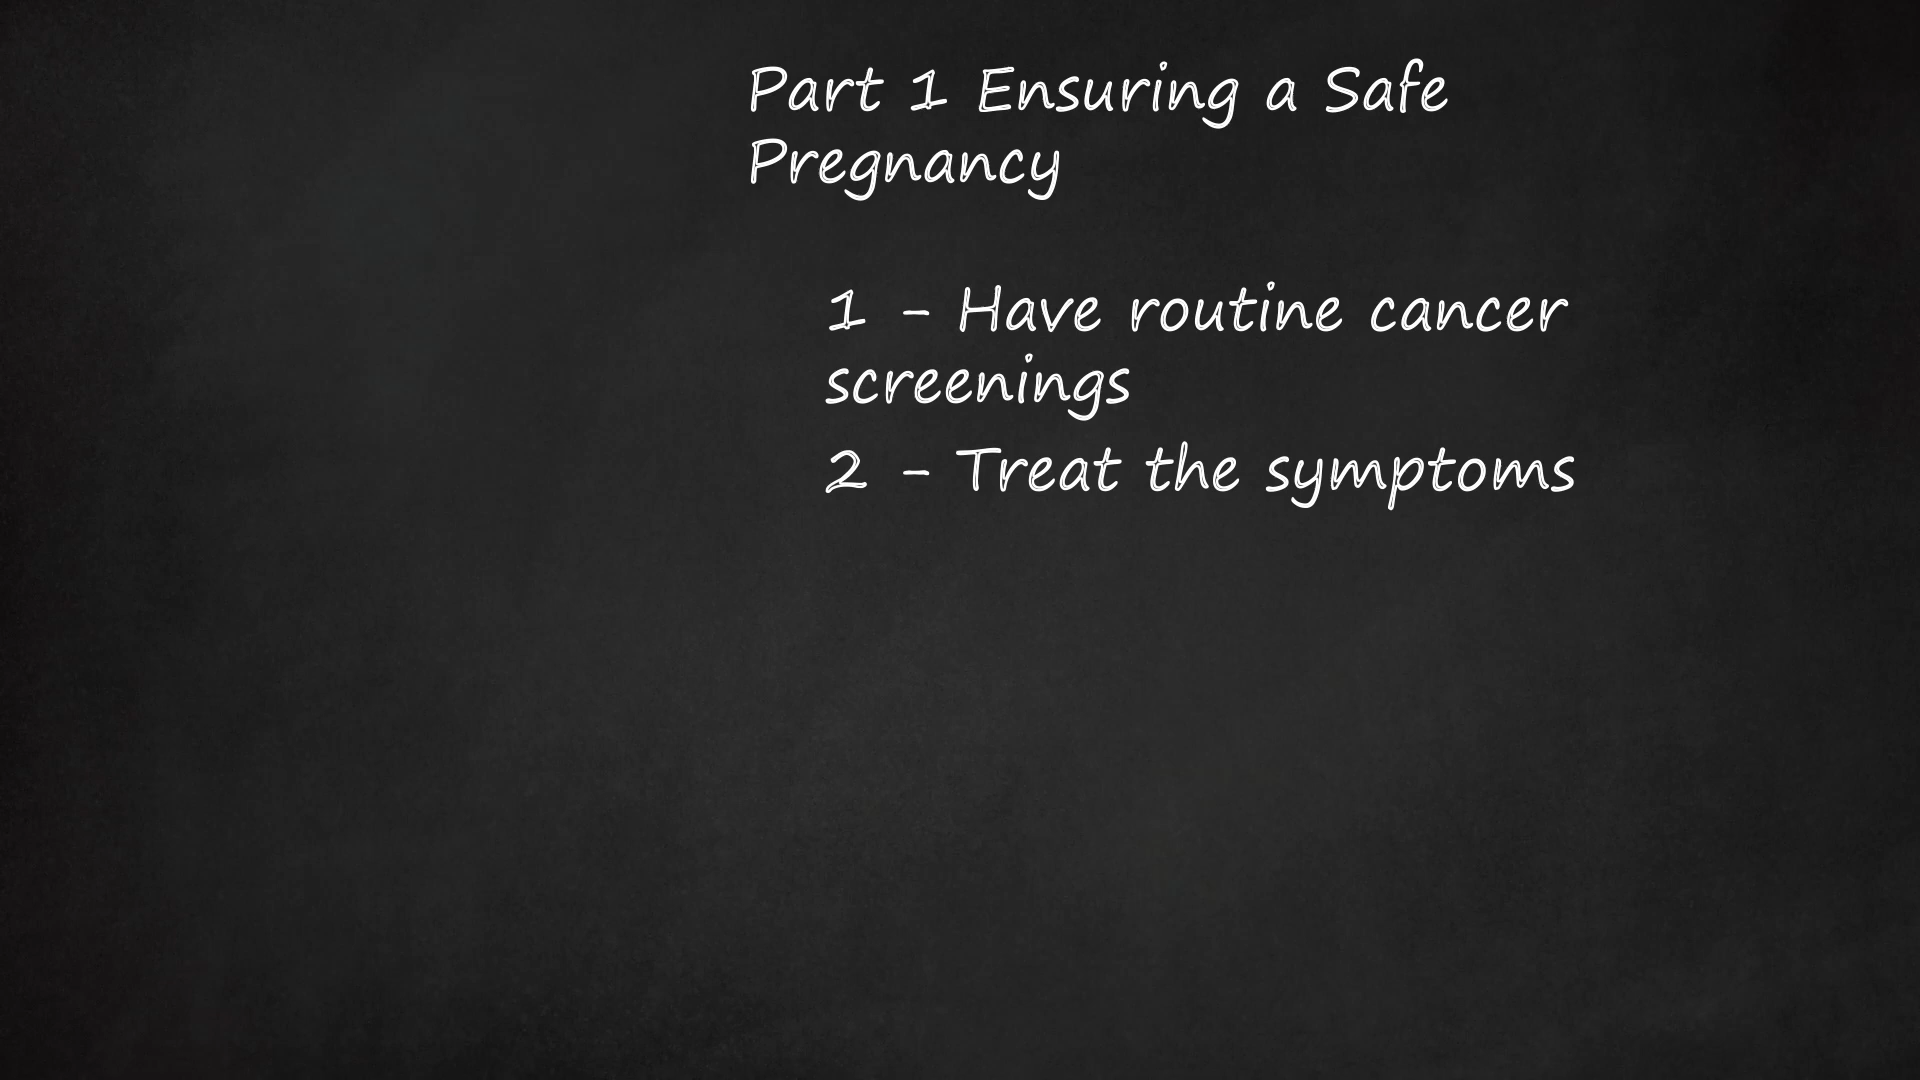 Part 1 Ensuring a Safe
Pregnancy
1 - Have routine cancer
screenings
2 - Treat the symptoms